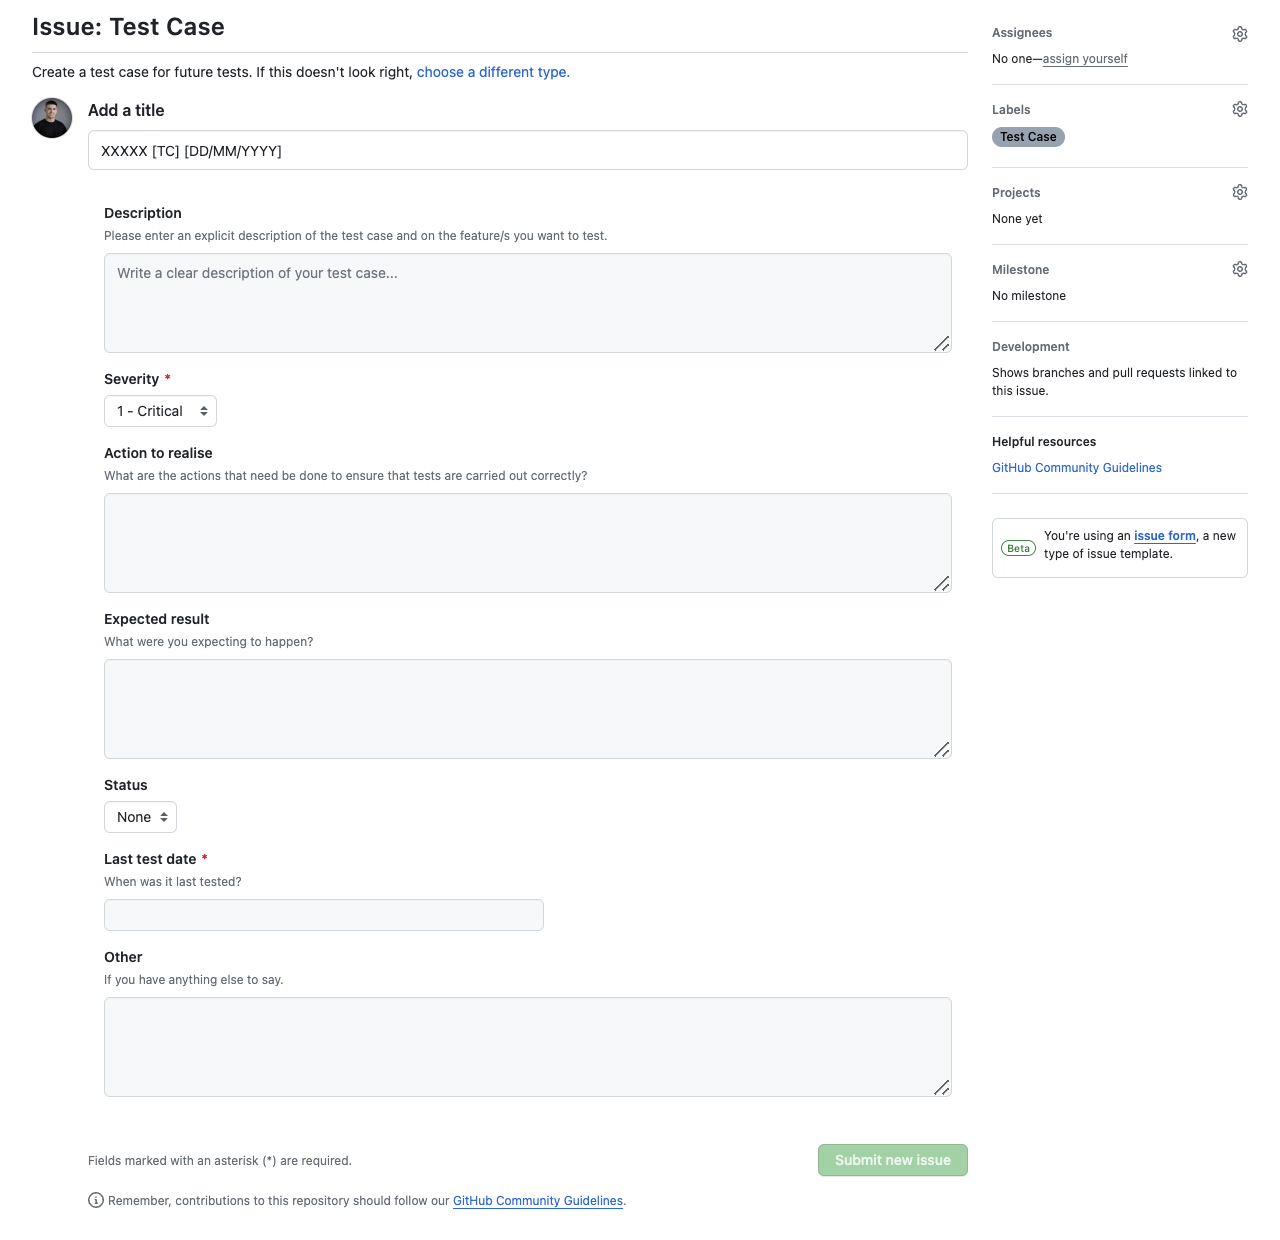 Issue: Test Case
Create a test case for future tests. If this doesn't look right, choose a different type.
Add a title
XXXXX [TC] [DD/MM/YYYY]
Description
Please enter an explicit description of the test case and on the feature/s you want to test.
Write a clear description of your test case...
Severity *
1 - Critical
Action to realise
What are the actions that need be done to ensure that tests are carried out correctly?
Expected result
What were you expecting to happen?
Status
None
Last test date *
When was it last tested?
Other
If you have anything else to say.
Fields marked with an asterisk (*) are required.
Submit new issue
Remember, contributions to this repository should follow our GitHub Community Guidelines.
Assignees
No one—assign yourself
Labels
Test Case
Projects
None yet
Milestone
No milestone
Development
Shows branches and pull requests linked to
this issue.
Helpful resources
GitHub Community Guidelines
Beta
You're using an issue form, a new
type of issue template.